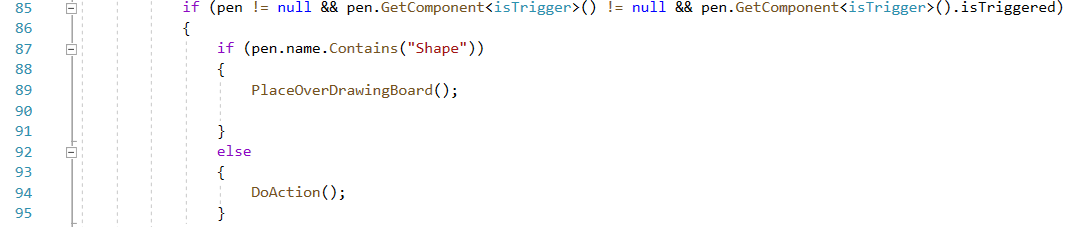 85 if (pen != null && pen.GetComponent<isTrigger>() != null && pen.GetComponent<isTrigger>().isTriggered)
86 {
87 if (pen.name.Contains("Shape"))
88 {
89 PlaceOverDrawingBoard();
90
91 }
92 else
93 {
94 DoAction();
95 }